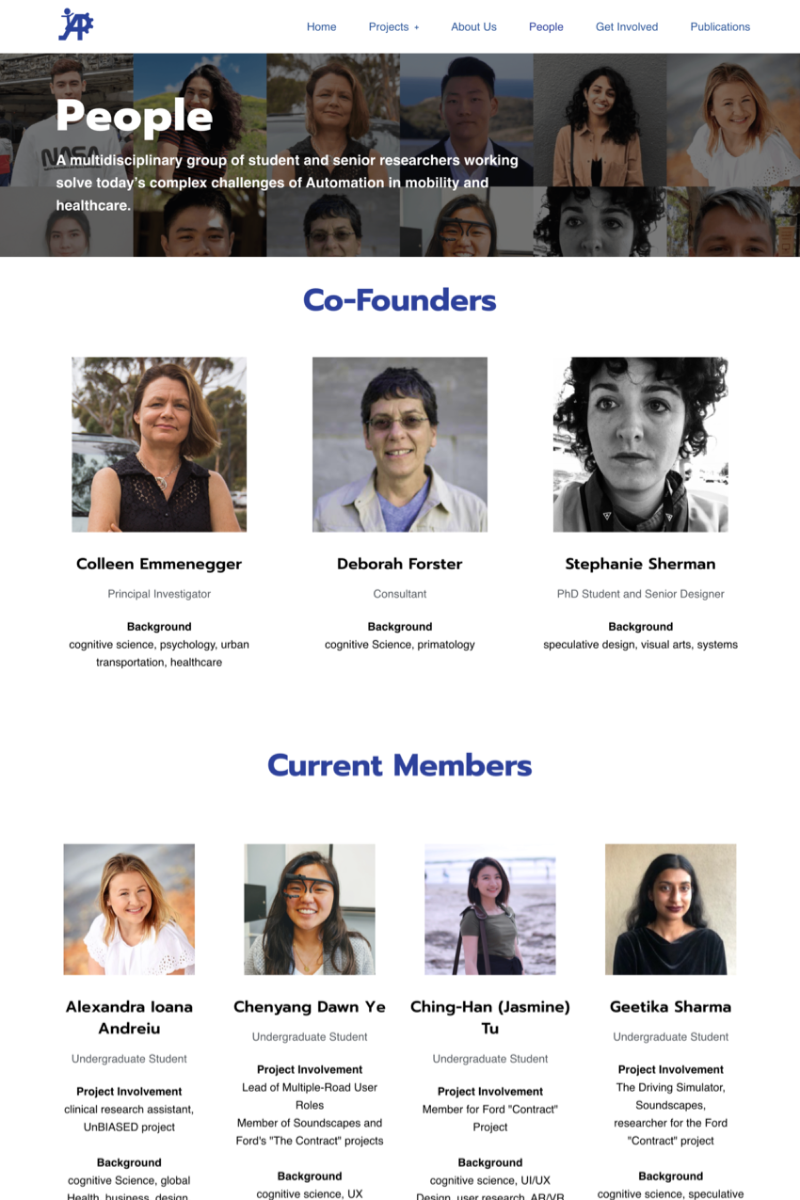 AP
Home Projects + About Us People Get Involved Publications
People
NASA
A multidisciplinary group of student and senior researchers working
solve today's complex challenges of Automation in mobility and
healthcare.
Co-Founders
Colleen Emmenegger
Principal Investigator
Background
cognitive science, psychology, urban
transportation, healthcare
Deborah Forster
Consultant
Background
cognitive Science, primatology
Stephanie Sherman
PhD Student and Senior Designer
Background
speculative design, visual arts, systems
Current Members
Alexandra Ioana
Andreiu
Undergraduate Student
Project Involvement
clinical research assistant,
UnBIASED project
Background
cognitive Science, global
Health, business, design,
Chenyang Dawn Ye
Undergraduate Student
Project Involvement
Lead of Multiple-Road User
Roles
Member of Soundscapes and
Ford's "The Contract" projects
Background
cognitive science, UX
Ching-Han (Jasmine)
Tu
Undergraduate Student
Project Involvement
Member for Ford "Contract"
Project
Background
cognitive science, UI/UX
Design, user research, AR/VR
Geetika Sharma
Undergraduate Student
Project Involvement
The Driving Simulator,
Soundscapes,
researcher for the Ford
"Contract" project
Background
cognitive science, speculative